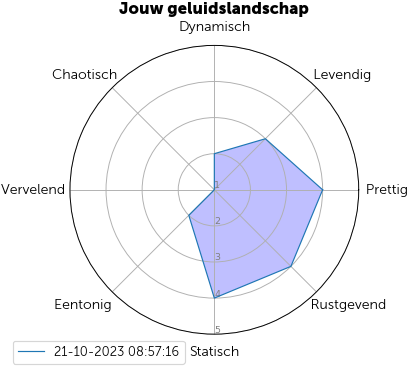 Jouw geluidslandschap
Dynamisch
Chaotisch
Levendig
Vervelend
1
Prettig
2
3
4
Eentonig
Rustgevend
5
21-10-2023 08:57:16
Statisch